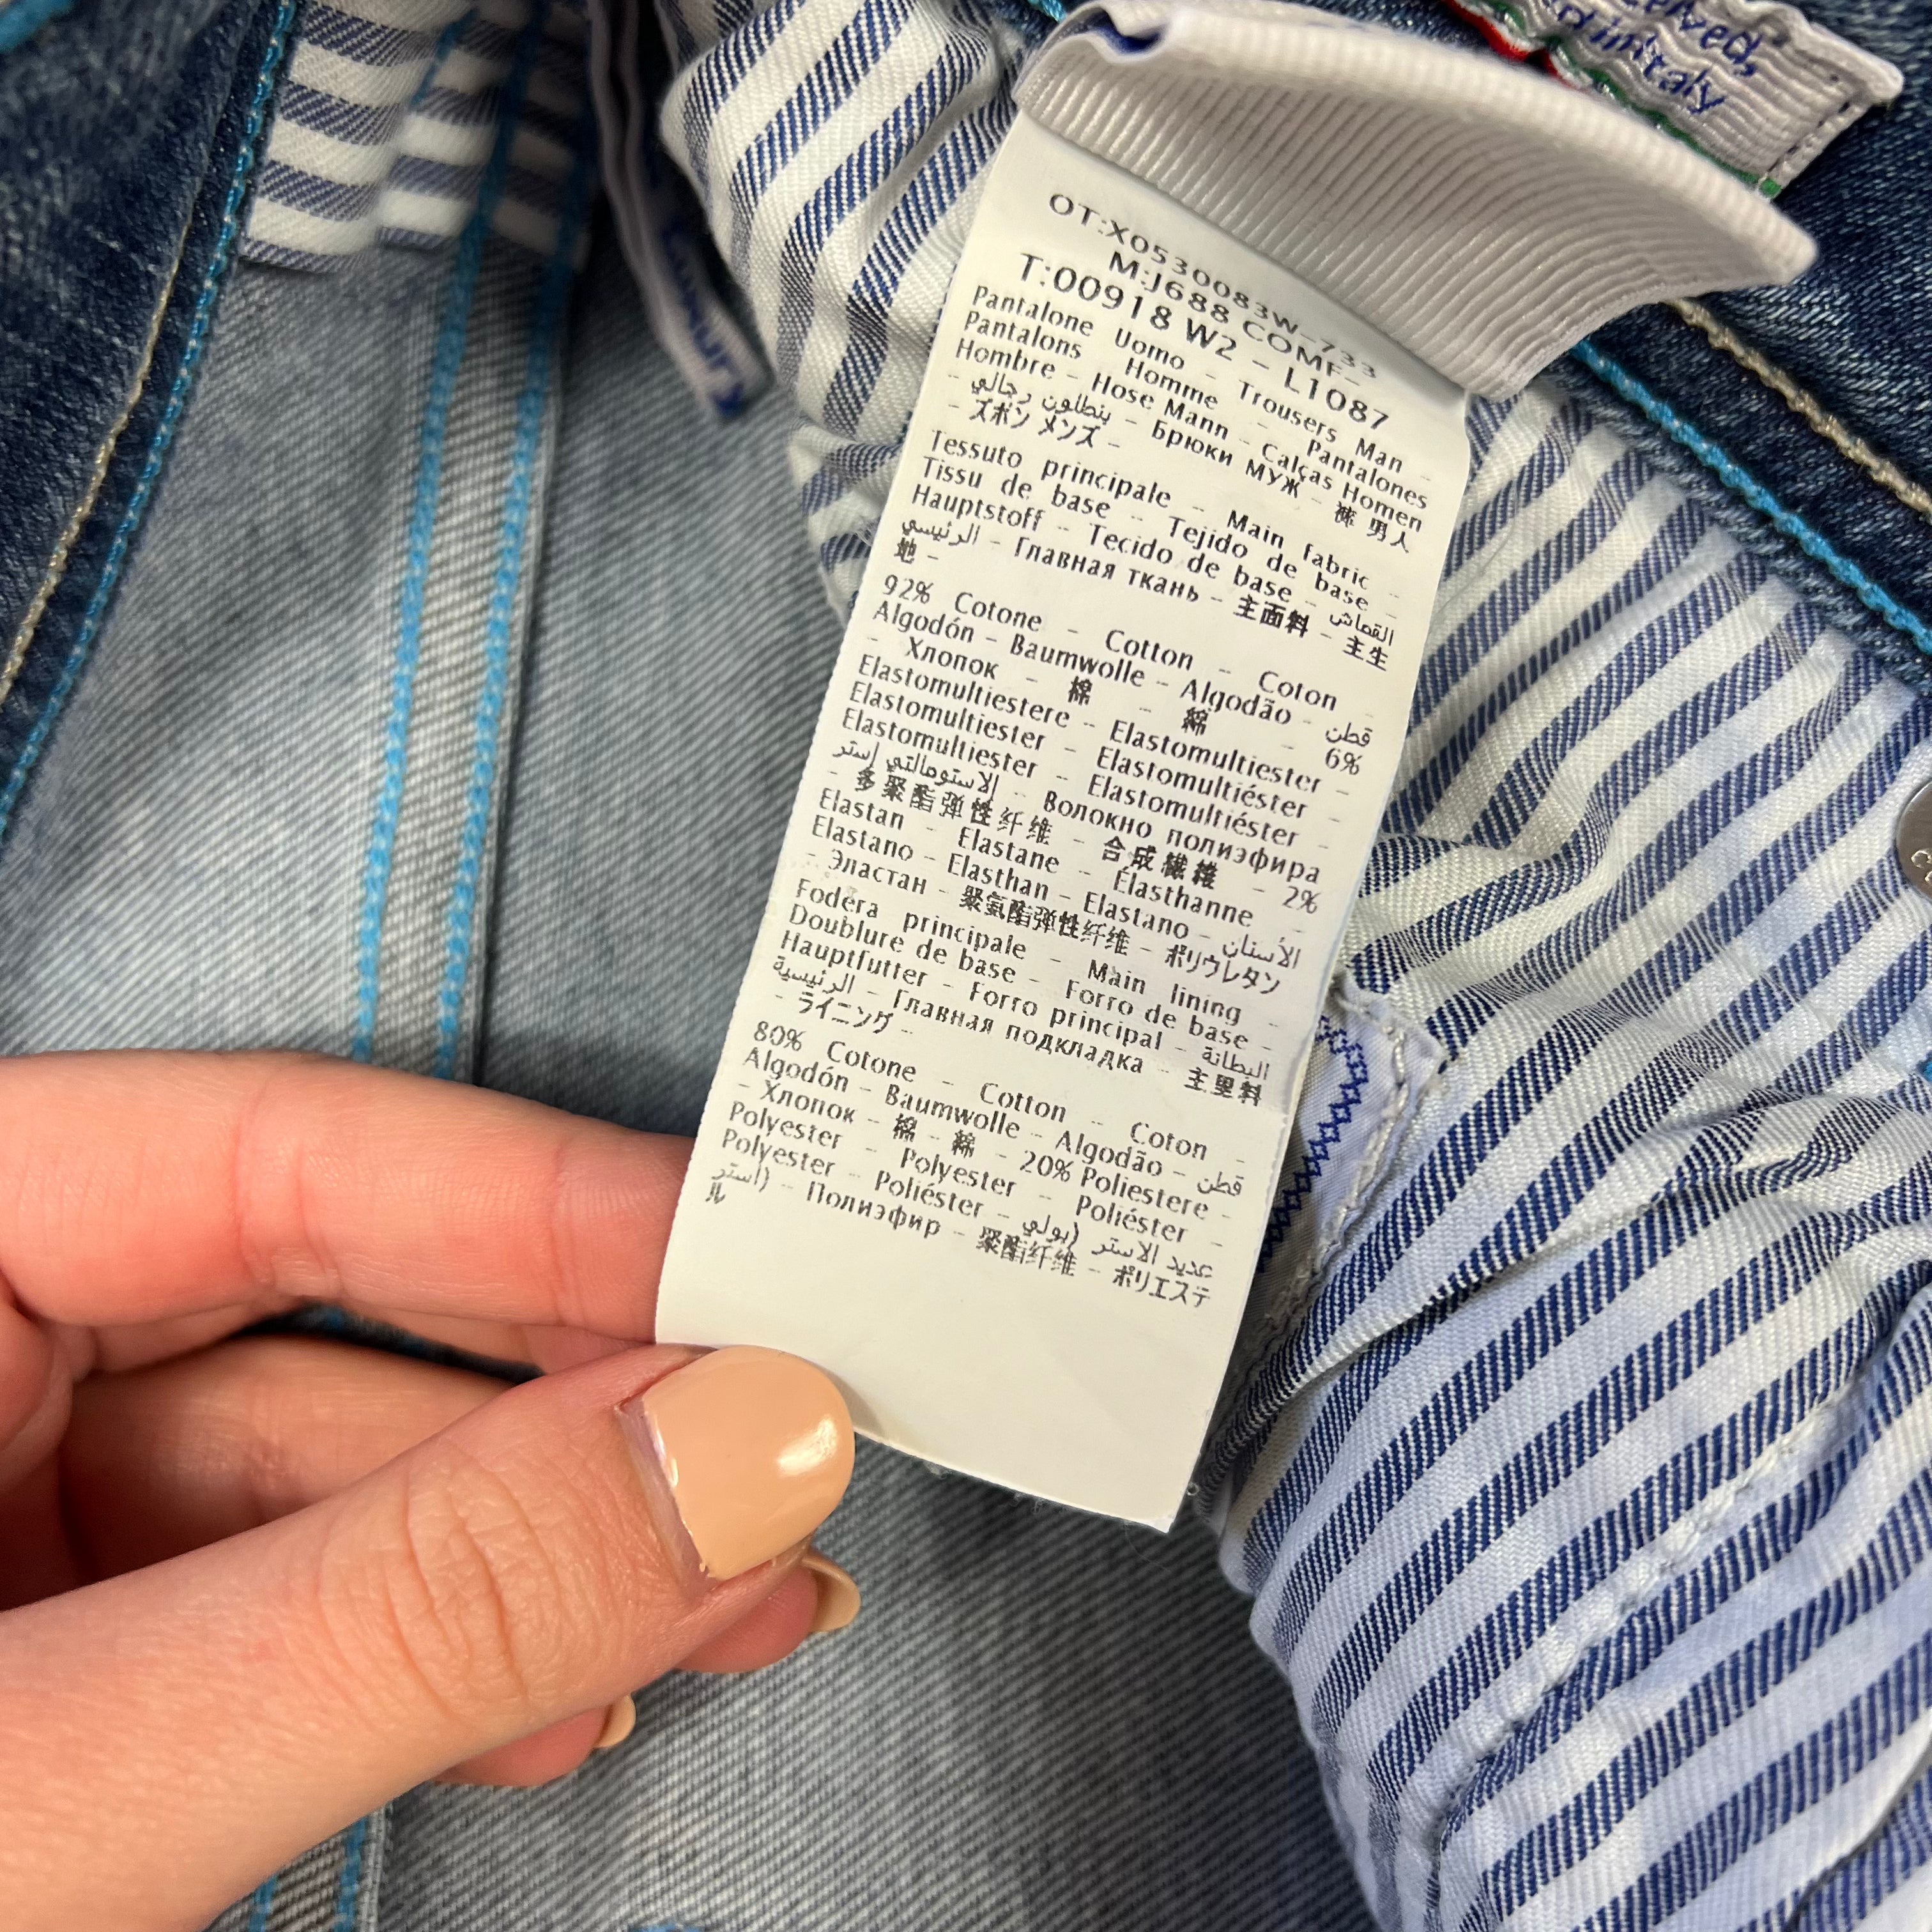 OT:X0530083W_733
M:J688 COMF-
T:00918 W2 - L1087
Pantalone Uomo - Trousers Man -
Pantalons Homme - Pantalones
Hombre - Hose Mann - Calças Homen
- بنطلون رجالي - Брюки муж - 裤 男人
- ズボン メンズ -
Tessuto principale - Main fabric -
Tissu de base - Tejido de base -
Hauptstoff - Tecido de base - القماش
الرئيسي - Главная ткань - 主面料 - 主生
地 -
92% Cotone - Cotton - Coton -
Algodón - Baumwolle - Algodão - قطن
- Хлопок - 棉 - 綿 - 6%
Elastomultiestere - Elastomultiester -
Elastomultiester - Elastomultiéster -
Elastomultiester - Elastomultiéster -
الاستومالتي إستر - Волокно полиэфира
- 多聚酯弹性纤维 - 合成繊維 - 2%
Elastan - Elastane - Élasthanne -
Elastano - Elasthan - Elastano - الأستان
- Эластан - 聚氨酯弹性纤维 - ポリウレタン
Fodera principale - Main lining -
Doublure de base - Forro de base -
Hauptfutter - Forro principal - البطانة
الرئيسية - Главная подкладка - 主里料
- ライニング -
80% Cotone - Cotton - Coton -
Algodón - Baumwolle - Algodão - قطن
- Хлопок - 棉 - 綿 - 20% Poliestere -
Polyester - Polyester - Poliéster -
Polyester - Poliéster - عديد الاستر (بولي
استر) - Полиэфир - 聚酯纤维 - ポリエステ
ル
Italy